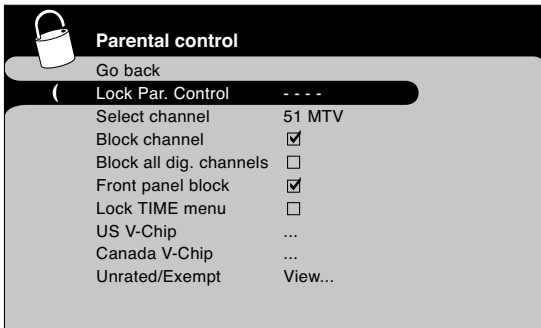 Parental control
Go back
Lock Par. Control - - - -
Select channel 51 MTV
Block channel
Block all dig. channels
Front panel block
Lock TIME menu
US V-Chip ...
Canada V-Chip ...
Unrated/Exempt View...